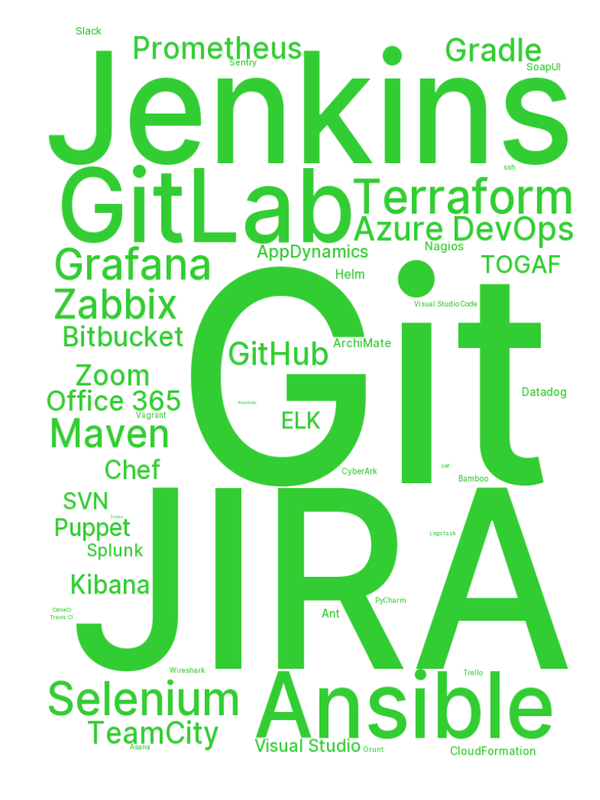 Slack
Prometheus
Gradle
Sentry
SoapUI
Jenkins
ssh
GitLab
Terraform
Azure DevOps
Nagios
AppDynamics
Grafana
TOGAF
Helm
Zabbix
Visual Studio Code
Git
Bitbucket
ArchiMate
GitHub
Zoom
Datadog
Office 365
Vagrant
ELK
Maven
Chef
CyberArk
Bamboo
SVN
Puppet
Logstash
Splunk
JIRA
Kibana
PyCharm
CircleCI
Travis CI
Ant
Wireshark
Trello
Selenium
Ansible
TeamCity
Asana
Visual Studio
Grunt
CloudFormation